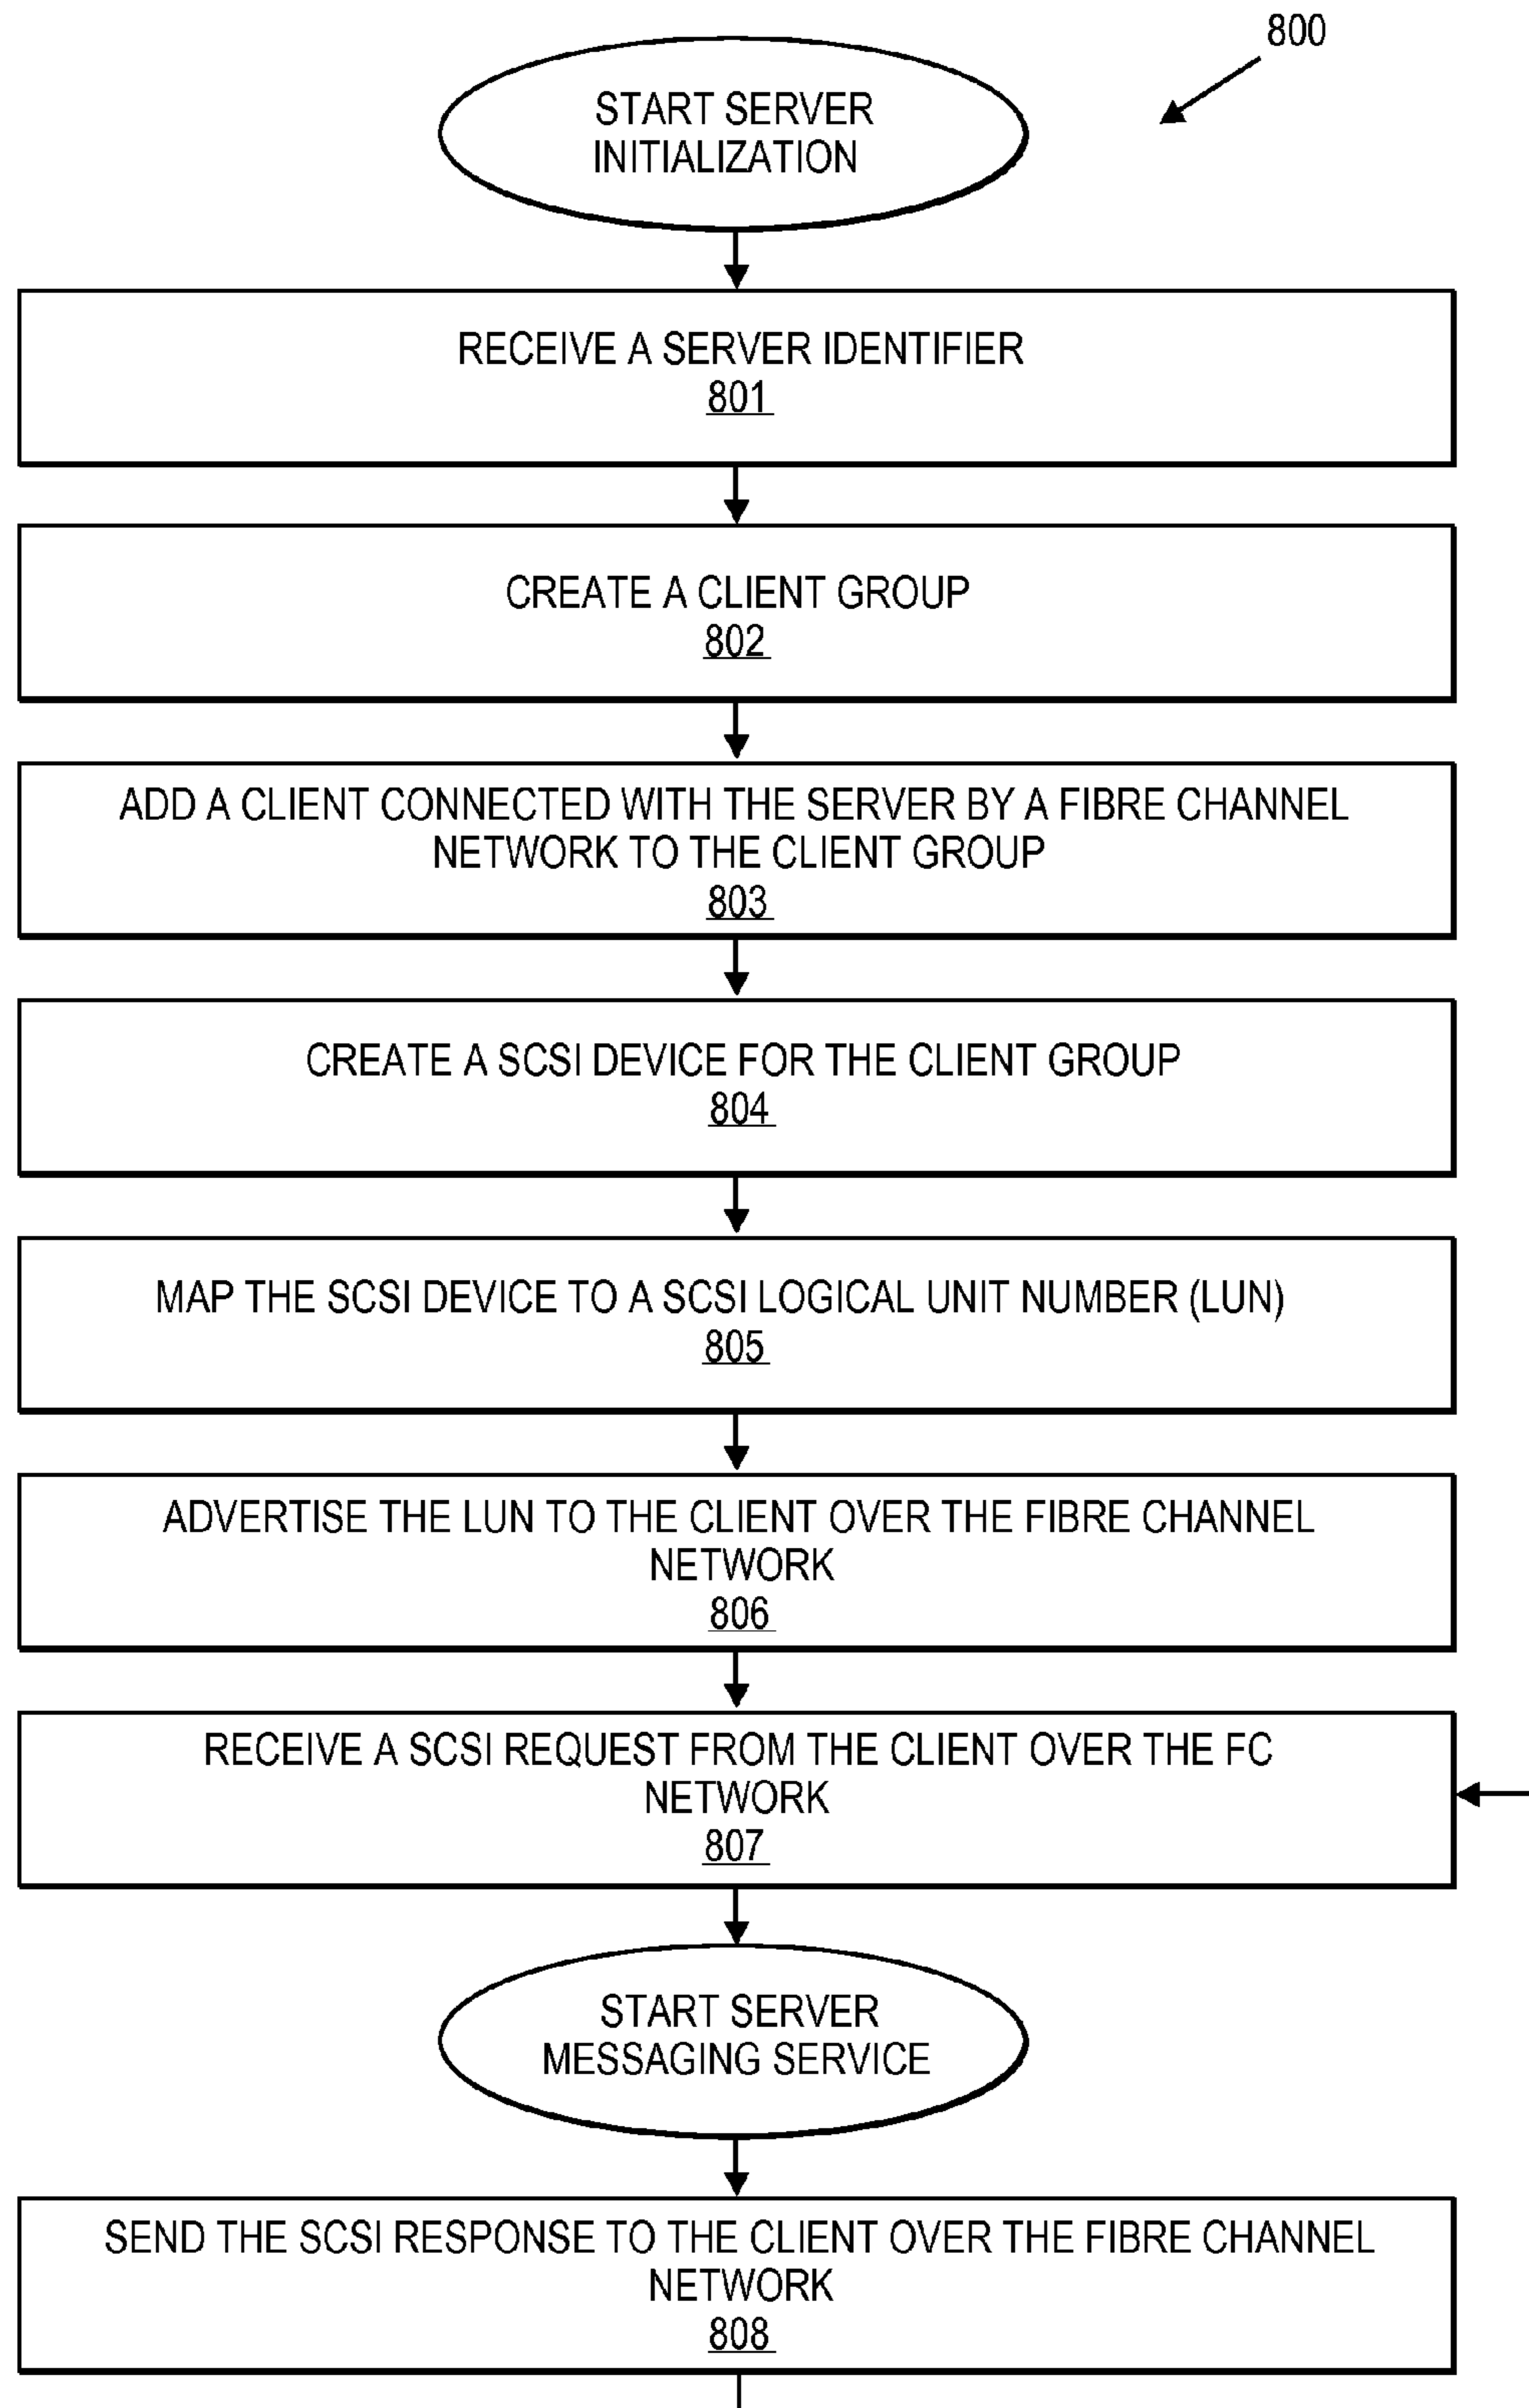 800
START SERVER
INITIALIZATION
RECEIVE A SERVER IDENTIFIER
801
CREATE A CLIENT GROUP
802
ADD A CLIENT CONNECTED WITH THE SERVER BY A FIBRE CHANNEL
NETWORK TO THE CLIENT GROUP
803
CREATE A SCSI DEVICE FOR THE CLIENT GROUP
804
MAP THE SCSI DEVICE TO A SCSI LOGICAL UNIT NUMBER (LUN)
805
ADVERTISE THE LUN TO THE CLIENT OVER THE FIBRE CHANNEL
NETWORK
806
RECEIVE A SCSI REQUEST FROM THE CLIENT OVER THE FC
NETWORK
807
START SERVER
MESSAGING SERVICE
SEND THE SCSI RESPONSE TO THE CLIENT OVER THE FIBRE CHANNEL
NETWORK
808